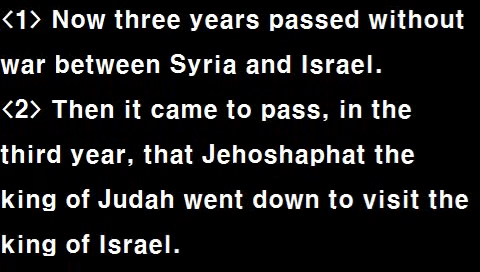 <1> Now three years passed without
war between Syria and Israel.
<2> Then it came to pass, in the
third year, that Jehoshaphat the
king of Judah went down to visit the
king of Israel.